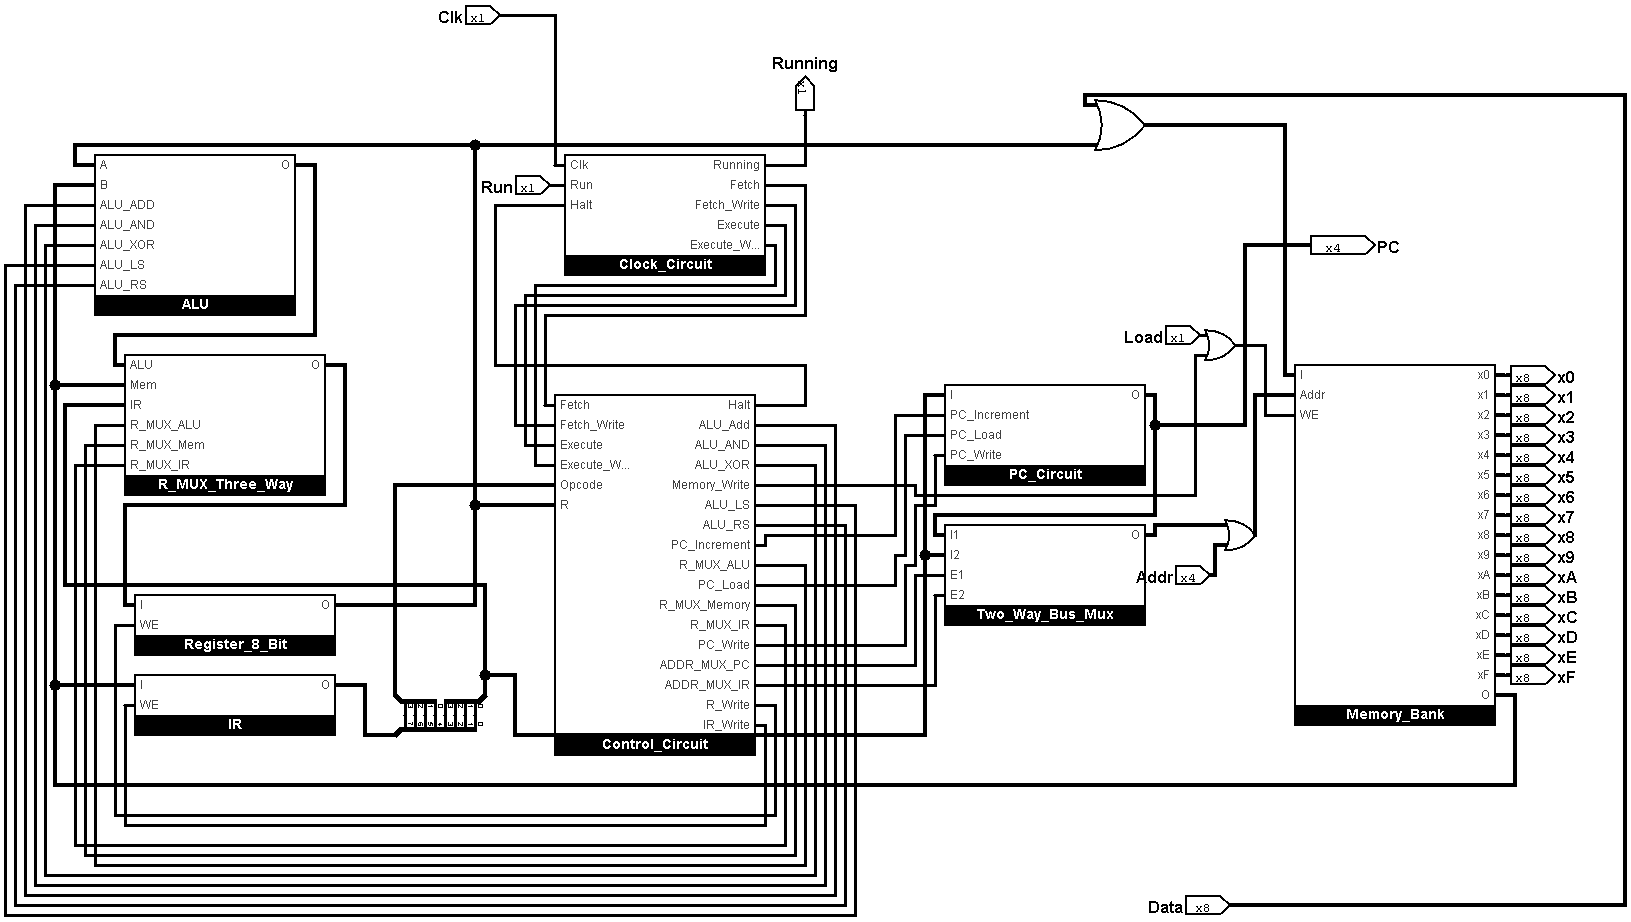 Clk x1
Running
x1
Clk Running
Run x1 Run Fetch
Halt Fetch_Write
Execute
Execute_W...
Clock_Circuit
A O
B
ALU_ADD
ALU_AND
ALU_XOR
ALU_LS
ALU_RS
ALU
ALU O
Mem
IR
R_MUX_ALU
R_MUX_Mem
R_MUX_IR
R_MUX_Three_Way
I O
WE
Register_8_Bit
I O
WE
IR
Fetch Halt
Fetch_Write ALU_Add
Execute ALU_AND
Execute_W... ALU_XOR
Opcode Memory_Write
R ALU_LS
ALU_RS
PC_Increment
R_MUX_ALU
PC_Load
R_MUX_Memory
R_MUX_IR
PC_Write
ADDR_MUX_PC
ADDR_MUX_IR
R_Write
IR_Write
Control_Circuit
x4 PC
Load x1
I O
PC_Increment
PC_Load
PC_Write
PC_Circuit
I1 O
I2
E1
E2
Two_Way_Bus_Mux
Addr x4
I x0 x8 x0
Addr x1 x8 x1
WE x2 x8 x2
x3 x8 x3
x4 x8 x4
x5 x8 x5
x6 x8 x6
x7 x8 x7
x8 x8 x8
x9 x8 x9
xA x8 xA
xB x8 xB
xC x8 xC
xD x8 xD
xE x8 xE
xF x8 xF
O
Memory_Bank
Data x8